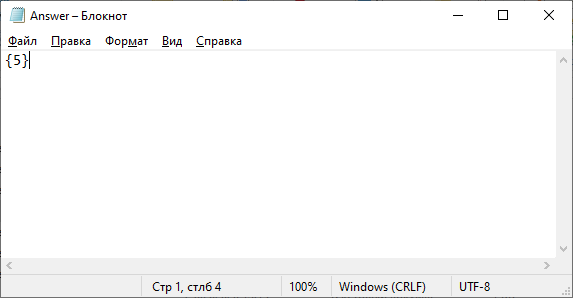 Answer – Блокнот
Файл Правка Формат Вид Справка
{5}
Стр 1, стлб 4 100% Windows (CRLF) UTF-8